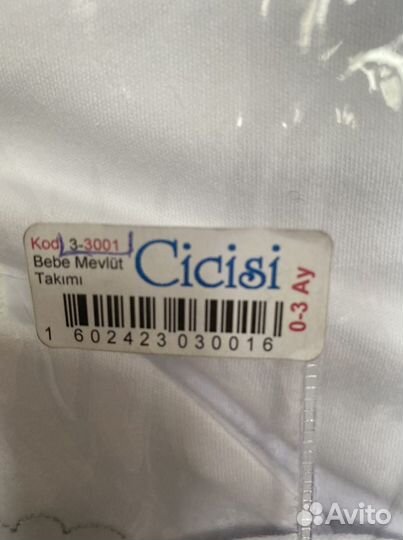 Kod 3-3001
Bebe Mevlüt
Takımı
Cicisi
0-3 Ay
1 602423 030016
Avito